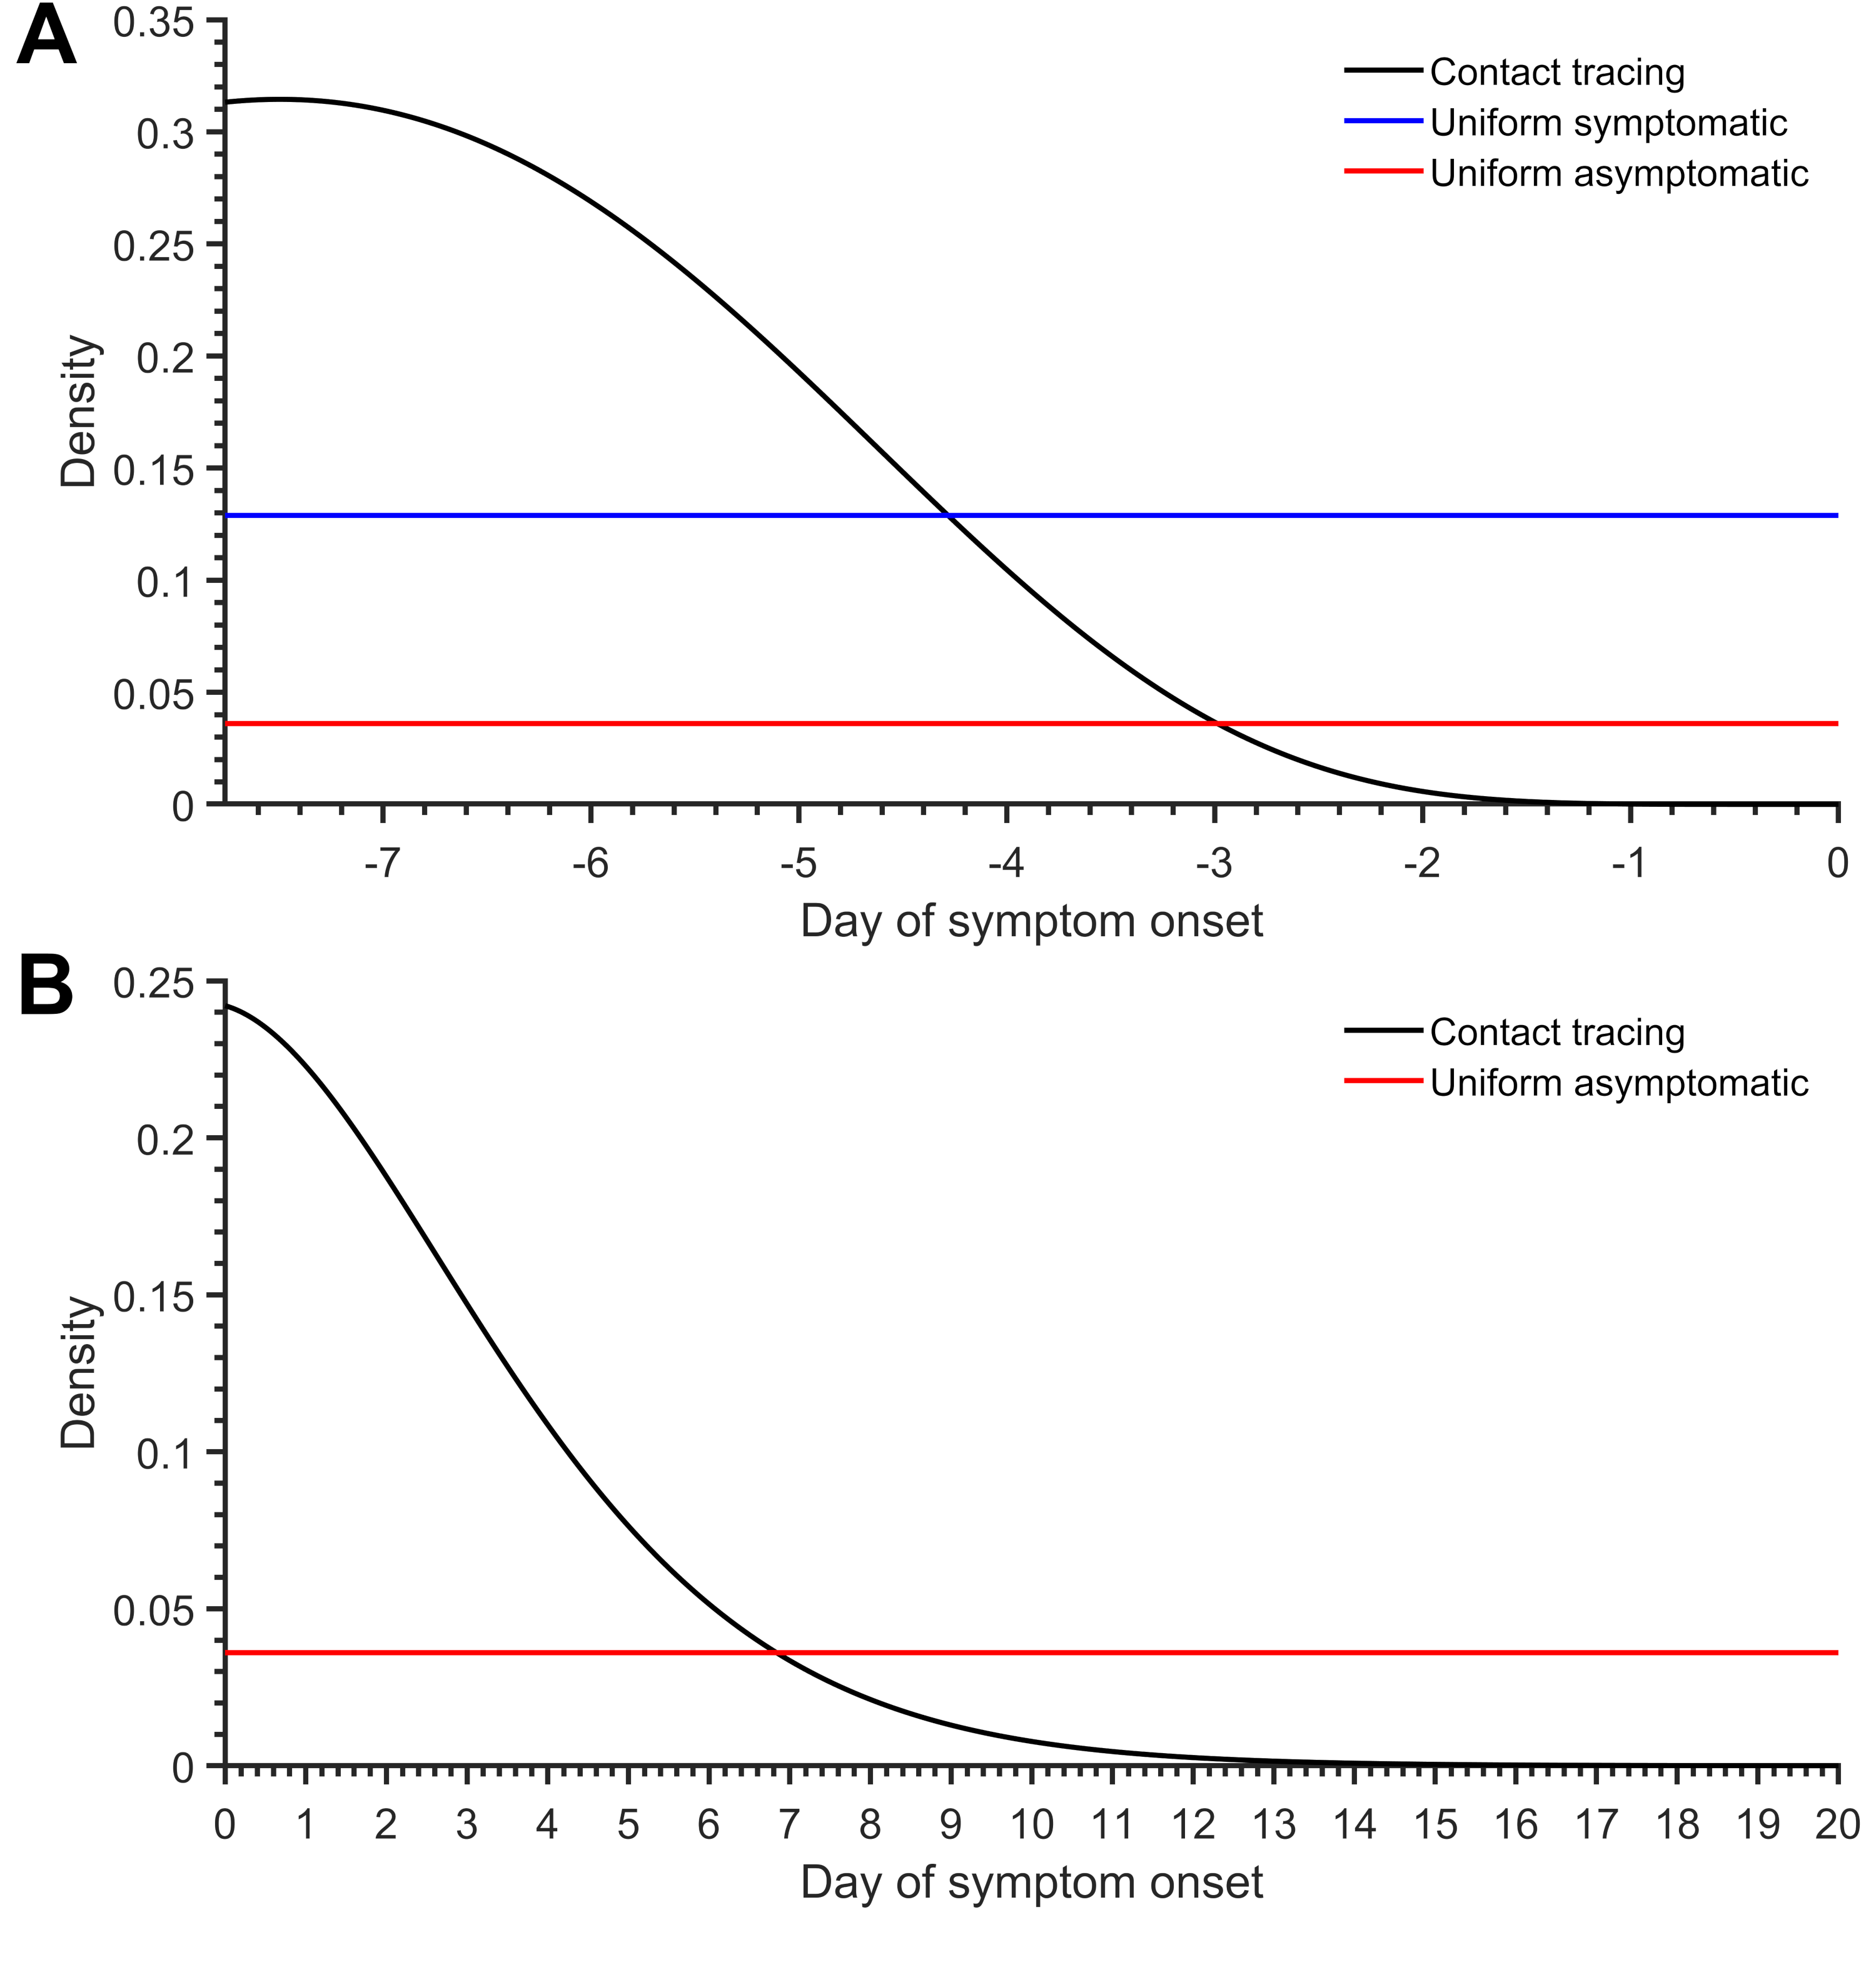 A
0.35
0.3
0.25
0.2
0.15
0.1
0.05
0
Density
Contact tracing
Uniform symptomatic
Uniform asymptomatic
-7 -6 -5 -4 -3 -2 -1 0
Day of symptom onset
B
0.25
0.2
0.15
0.1
0.05
0
Density
Contact tracing
Uniform asymptomatic
0 1 2 3 4 5 6 7 8 9 10 11 12 13 14 15 16 17 18 19 20
Day of symptom onset